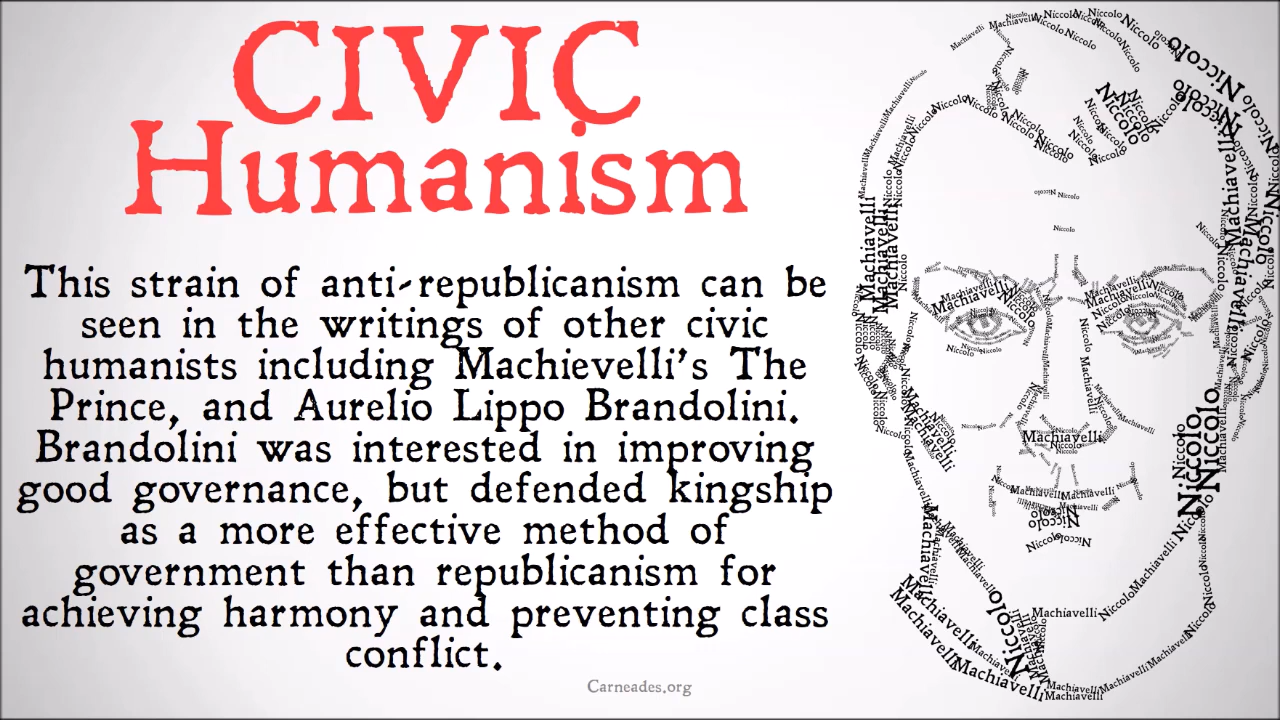 CIVIC
Humanism
This strain of anti-republicanism can be
seen in the writings of other civic
humanists including Machievelli's The
Prince, and Aurelio Lippo Brandolini.
Brandolini was interested in improving
good governance, but defended kingship
as a more effective method of
government than republicanism for
achieving harmony and preventing class
conflict.
Carneades.org
Niccolo
Machiavelli